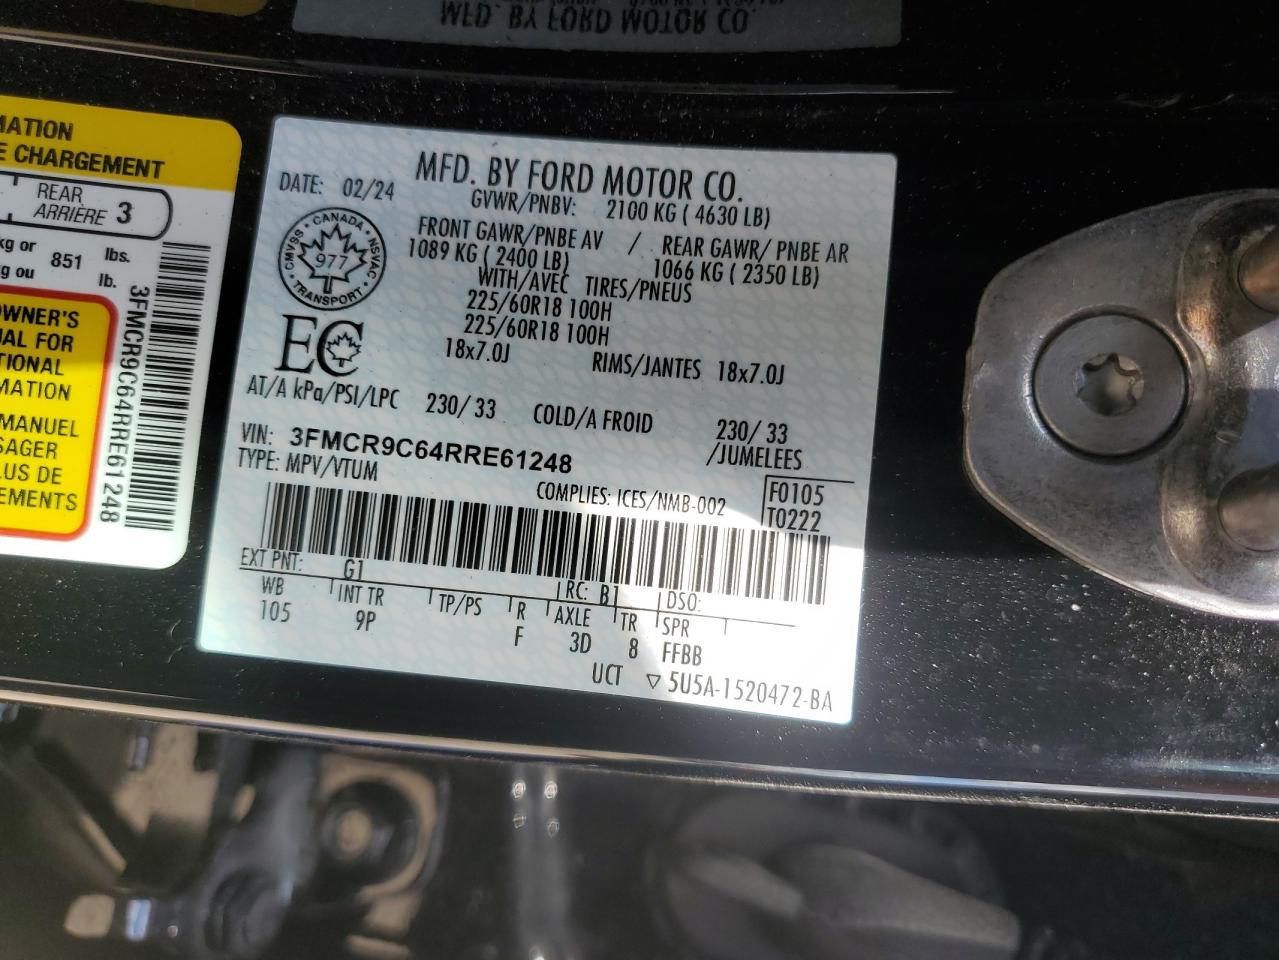 MFD. BY FORD MOTOR CO.
MATION
E CHARGEMENT
REAR
ARRIÈRE 3
kg or 851 lbs.
kg ou lb.
OWNER'S
UAL FOR
TIONAL
MATION
MANUEL
SAGER
LUS DE
EMENTS
3FMCR9C64RRE61248
MFD. BY FORD MOTOR CO.
DATE: 02/24
GVWR/PNBV: 2100 KG ( 4630 LB)
FRONT GAWR/PNBE AV / REAR GAWR/ PNBE AR
1089 KG ( 2400 LB) 1066 KG ( 2350 LB)
WITH/AVEC TIRES/PNEUS
225/60R18 100H
225/60R18 100H
18x7.0J RIMS/JANTES 18x7.0J
CANADA
CMVSS NSVAC
977
TRANSPORT
EC
AT/A kPa/PSI/LPC 230/ 33 COLD/A FROID 230/ 33
VIN: 3FMCR9C64RRE61248 /JUMELEES
TYPE: MPV/VTUM
COMPLIES: ICES/NMB-002 F0105
T0222
EXT PNT: G1 RC: B1 DSO:
WB INT TR TP/PS R AXLE TR SPR
105 9P F 3D 8 FFBB
UCT ▽ 5U5A-1520472-BA